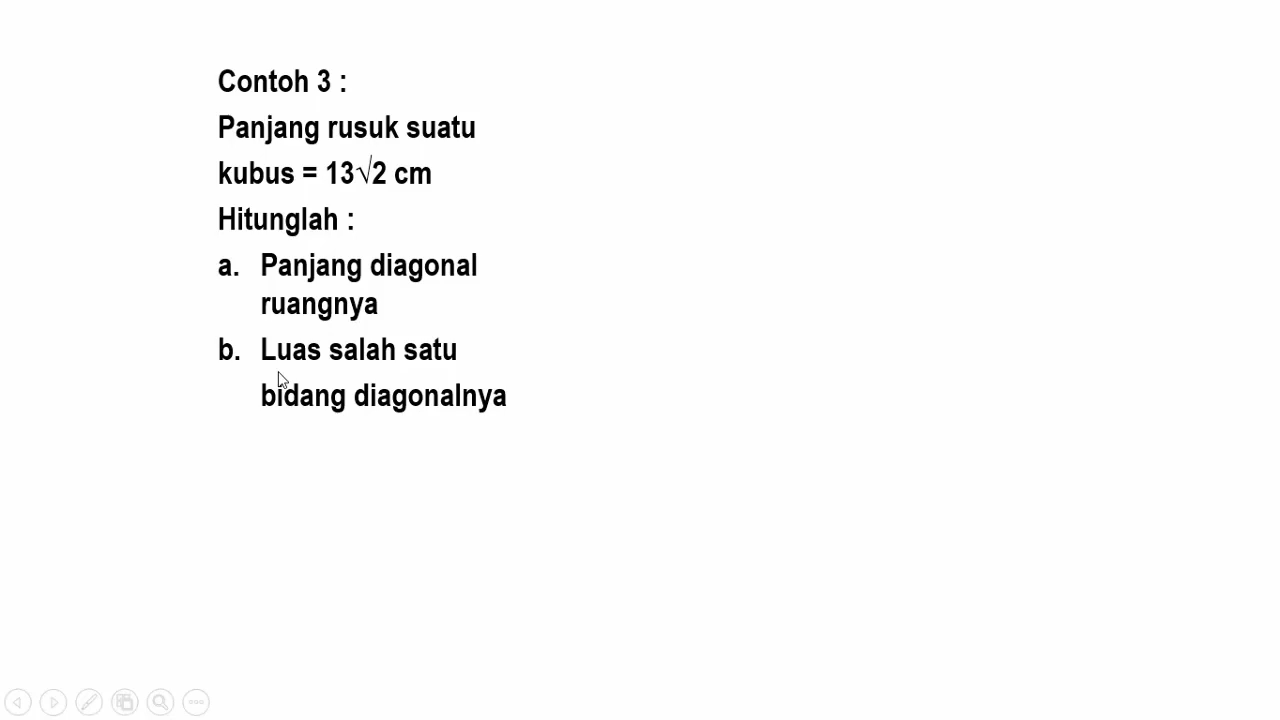 Contoh 3 :
Panjang rusuk suatu
kubus = 13√2 cm
Hitunglah :
a. Panjang diagonal
ruangnya
b. Luas salah satu
bidang diagonalnya